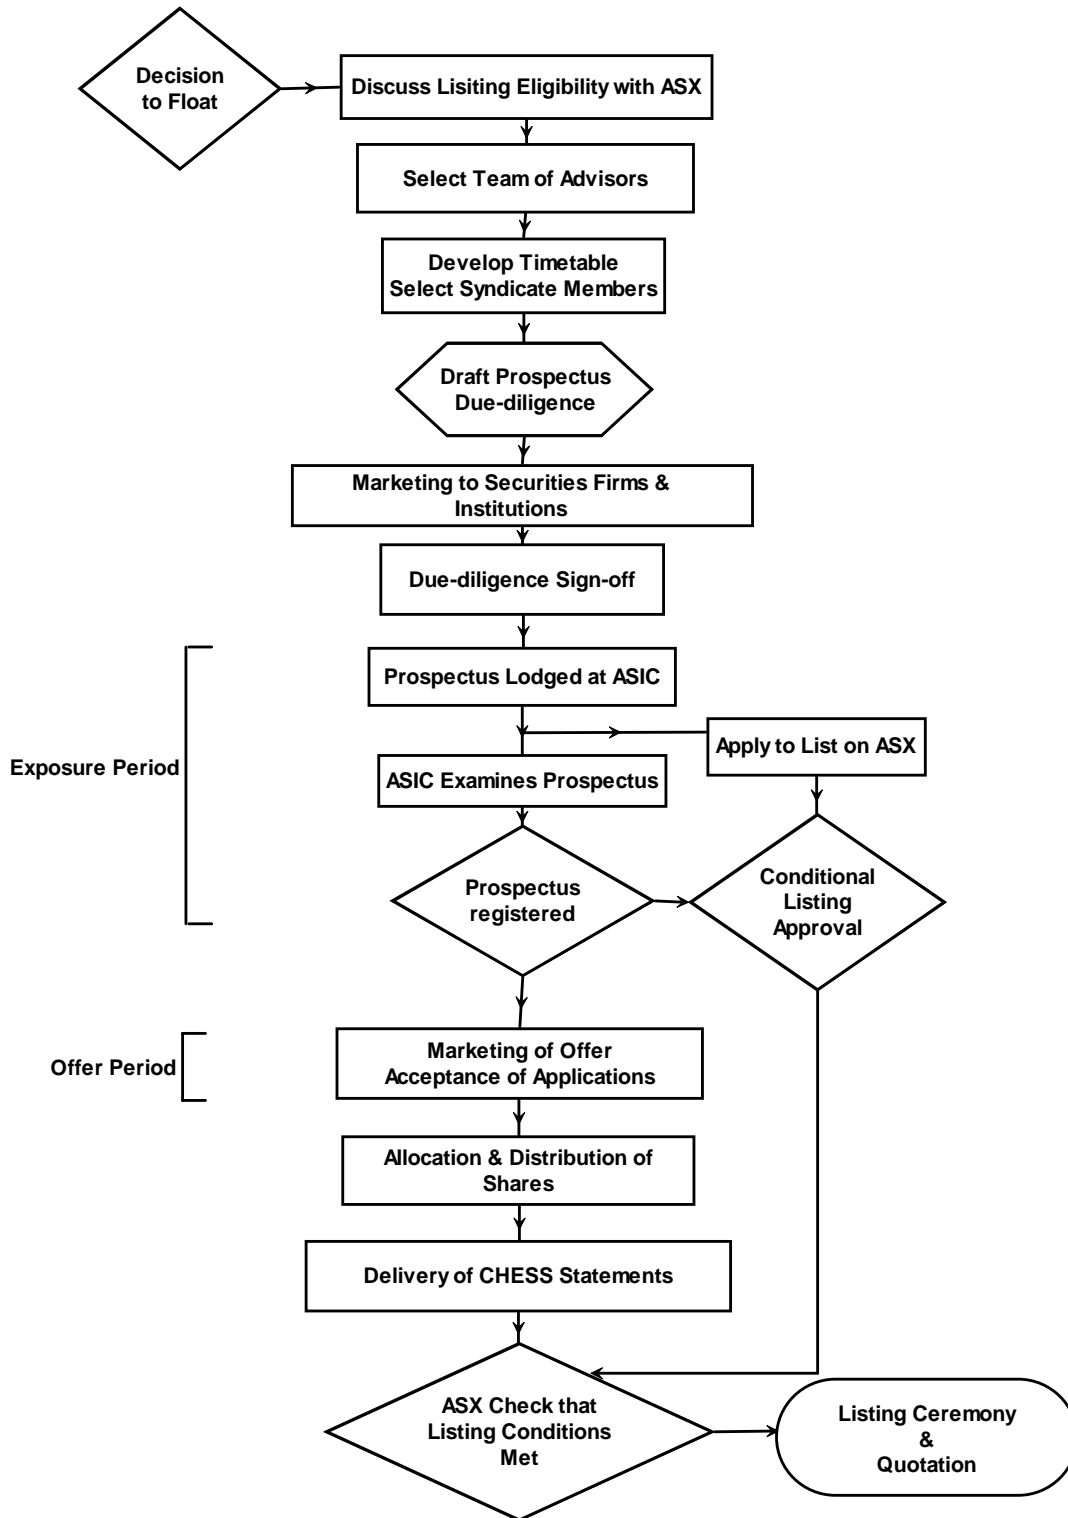 Decision
to Float
Discuss Lisiting Eligibility with ASX
Select Team of Advisors
Develop Timetable
Select Syndicate Members
Draft Prospectus
Due-diligence
Marketing to Securities Firms &
Institutions
Due-diligence Sign-off
Prospectus Lodged at ASIC
Apply to List on ASX
Exposure Period
ASIC Examines Prospectus
Prospectus
registered
Conditional
Listing
Approval
Offer Period
Marketing of Offer
Acceptance of Applications
Allocation & Distribution of
Shares
Delivery of CHESS Statements
ASX Check that
Listing Conditions
Met
Listing Ceremony
&
Quotation